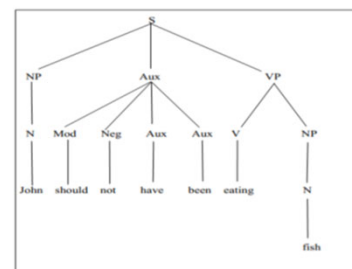 S
NP Aux VP
N Mod Neg Aux Aux V NP
John should not have been eating N
fish